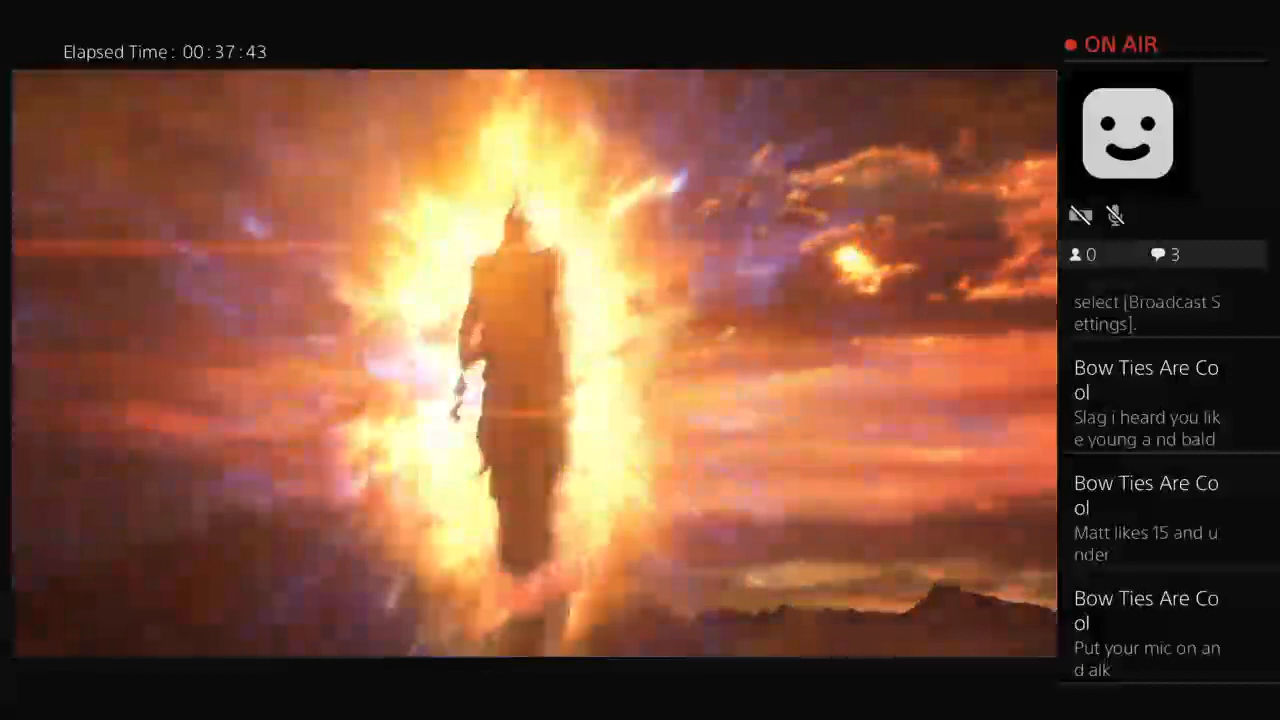 Elapsed Time: 00:37:43
ON AIR
0 3
select [Broadcast S
ettings].
Bow Ties Are Co
ol
Slag i heard you lik
e young a nd bald
Bow Ties Are Co
ol
Matt likes 15 and u
nder
Bow Ties Are Co
ol
Put your mic on an
d alk